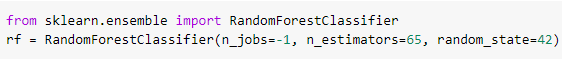 from sklearn.ensemble import RandomForestClassifier
rf = RandomForestClassifier(n_jobs=-1, n_estimators=65, random_state=42)